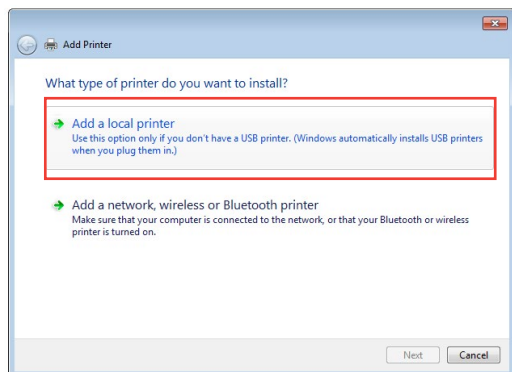 Add Printer
What type of printer do you want to install?
Add a local printer
Use this option only if you don't have a USB printer. (Windows automatically installs USB printers
when you plug them in.)
Add a network, wireless or Bluetooth printer
Make sure that your computer is connected to the network, or that your Bluetooth or wireless
printer is turned on.
Next Cancel